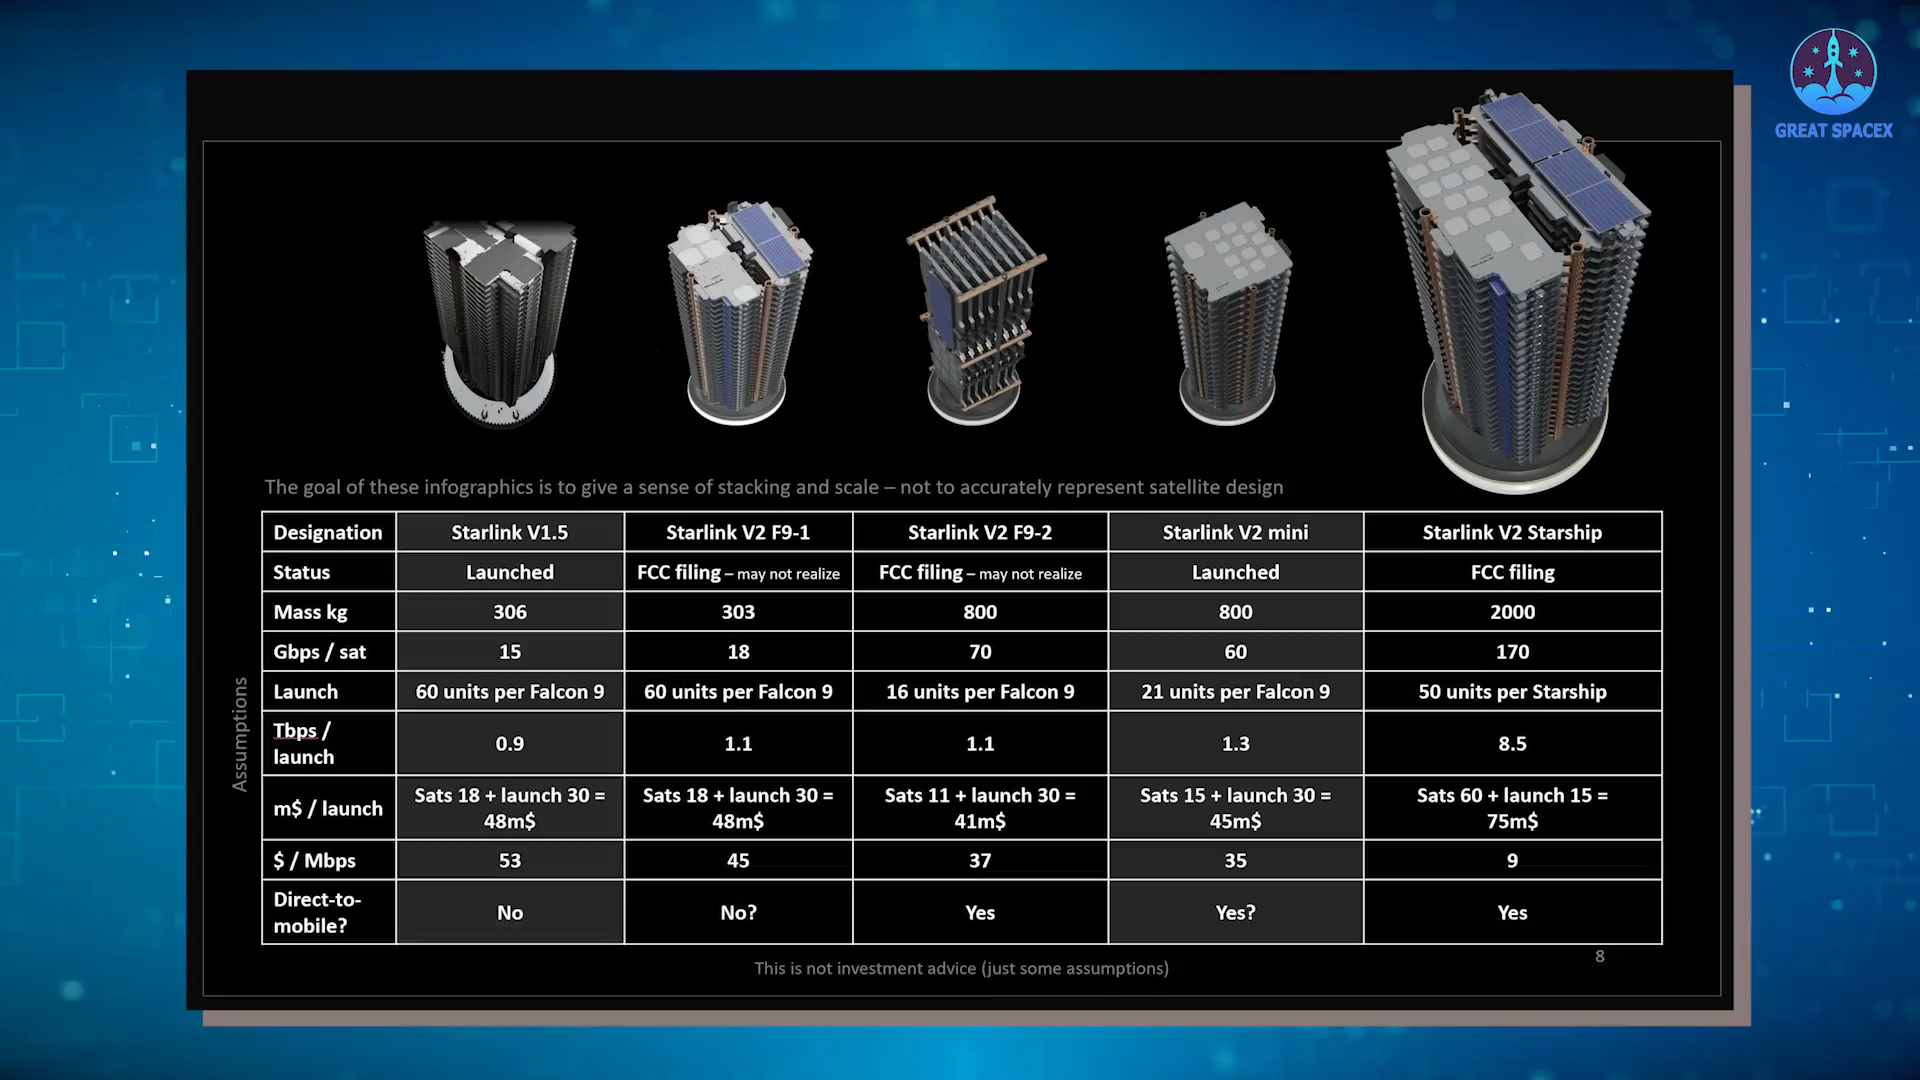 GREAT SPACEX
The goal of these infographics is to give a sense of stacking and scale – not to accurately represent satellite design
Assumptions
Designation Starlink V1.5 Starlink V2 F9-1 Starlink V2 F9-2 Starlink V2 mini Starlink V2 Starship
Status Launched FCC filing – may not realize FCC filing – may not realize Launched FCC filing
Mass kg 306 303 800 800 2000
Gbps / sat 15 18 70 60 170
Launch 60 units per Falcon 9 60 units per Falcon 9 16 units per Falcon 9 21 units per Falcon 9 50 units per Starship
Tbps /
launch 0.9 1.1 1.1 1.3 8.5
m$ / launch Sats 18 + launch 30 = Sats 18 + launch 30 = Sats 11 + launch 30 = Sats 15 + launch 30 = Sats 60 + launch 15 =
48m$ 48m$ 41m$ 45m$ 75m$
$ / Mbps 53 45 37 35 9
Direct-to-
mobile? No No? Yes Yes? Yes
8
This is not investment advice (just some assumptions)